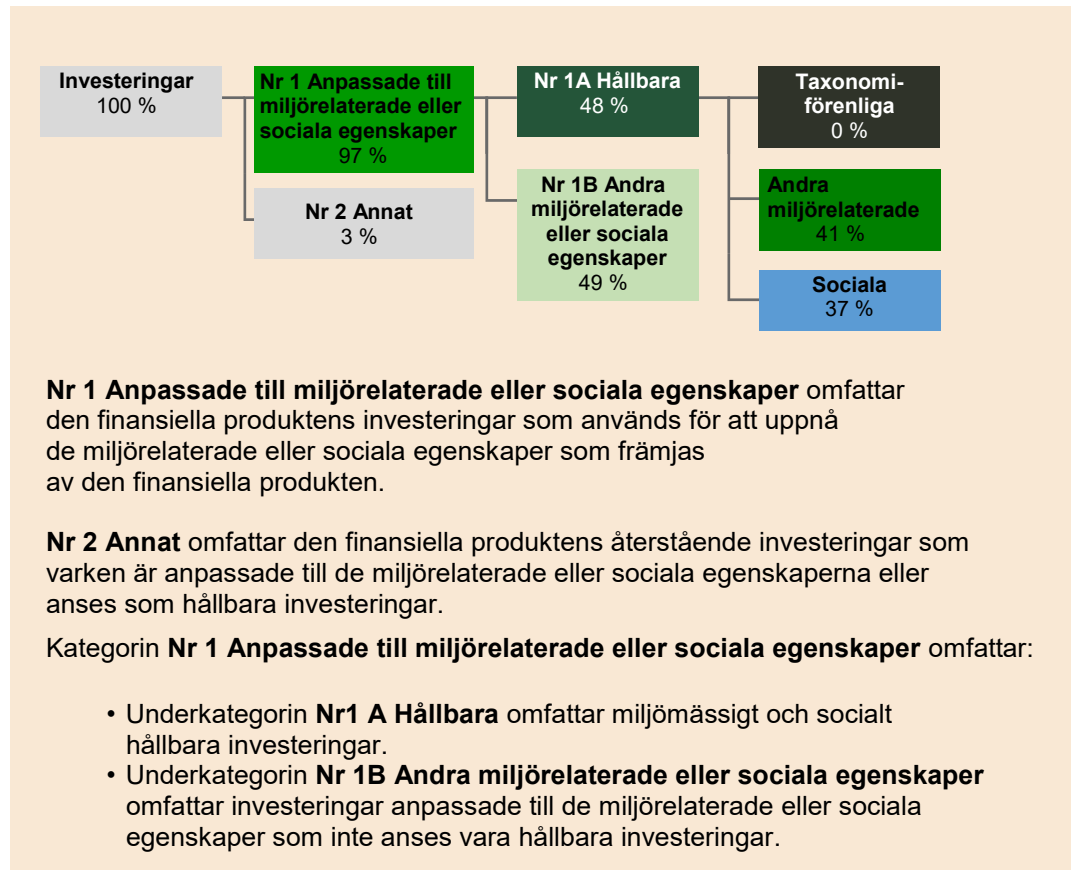 Investeringar
100 %
Nr 1 Anpassade till
miljörelaterade eller
sociala egenskaper
97 %
Nr 2 Annat
3 %
Nr 1A Hållbara
48 %
Nr 1B Andra
miljörelaterade
eller sociala
egenskaper
49 %
Taxonomi-
förenliga
0 %
Andra
miljörelaterade
41 %
Sociala
37 %
Nr 1 Anpassade till miljörelaterade eller sociala egenskaper omfattar
den finansiella produktens investeringar som används för att uppnå
de miljörelaterade eller sociala egenskaper som främjas
av den finansiella produkten.
Nr 2 Annat omfattar den finansiella produktens återstående investeringar som
varken är anpassade till de miljörelaterade eller sociala egenskaperna eller
anses som hållbara investeringar.
Kategorin Nr 1 Anpassade till miljörelaterade eller sociala egenskaper omfattar:
• Underkategorin Nr1 A Hållbara omfattar miljömässigt och socialt
hållbara investeringar.
• Underkategorin Nr 1B Andra miljörelaterade eller sociala egenskaper
omfattar investeringar anpassade till de miljörelaterade eller sociala
egenskaper som inte anses vara hållbara investeringar.